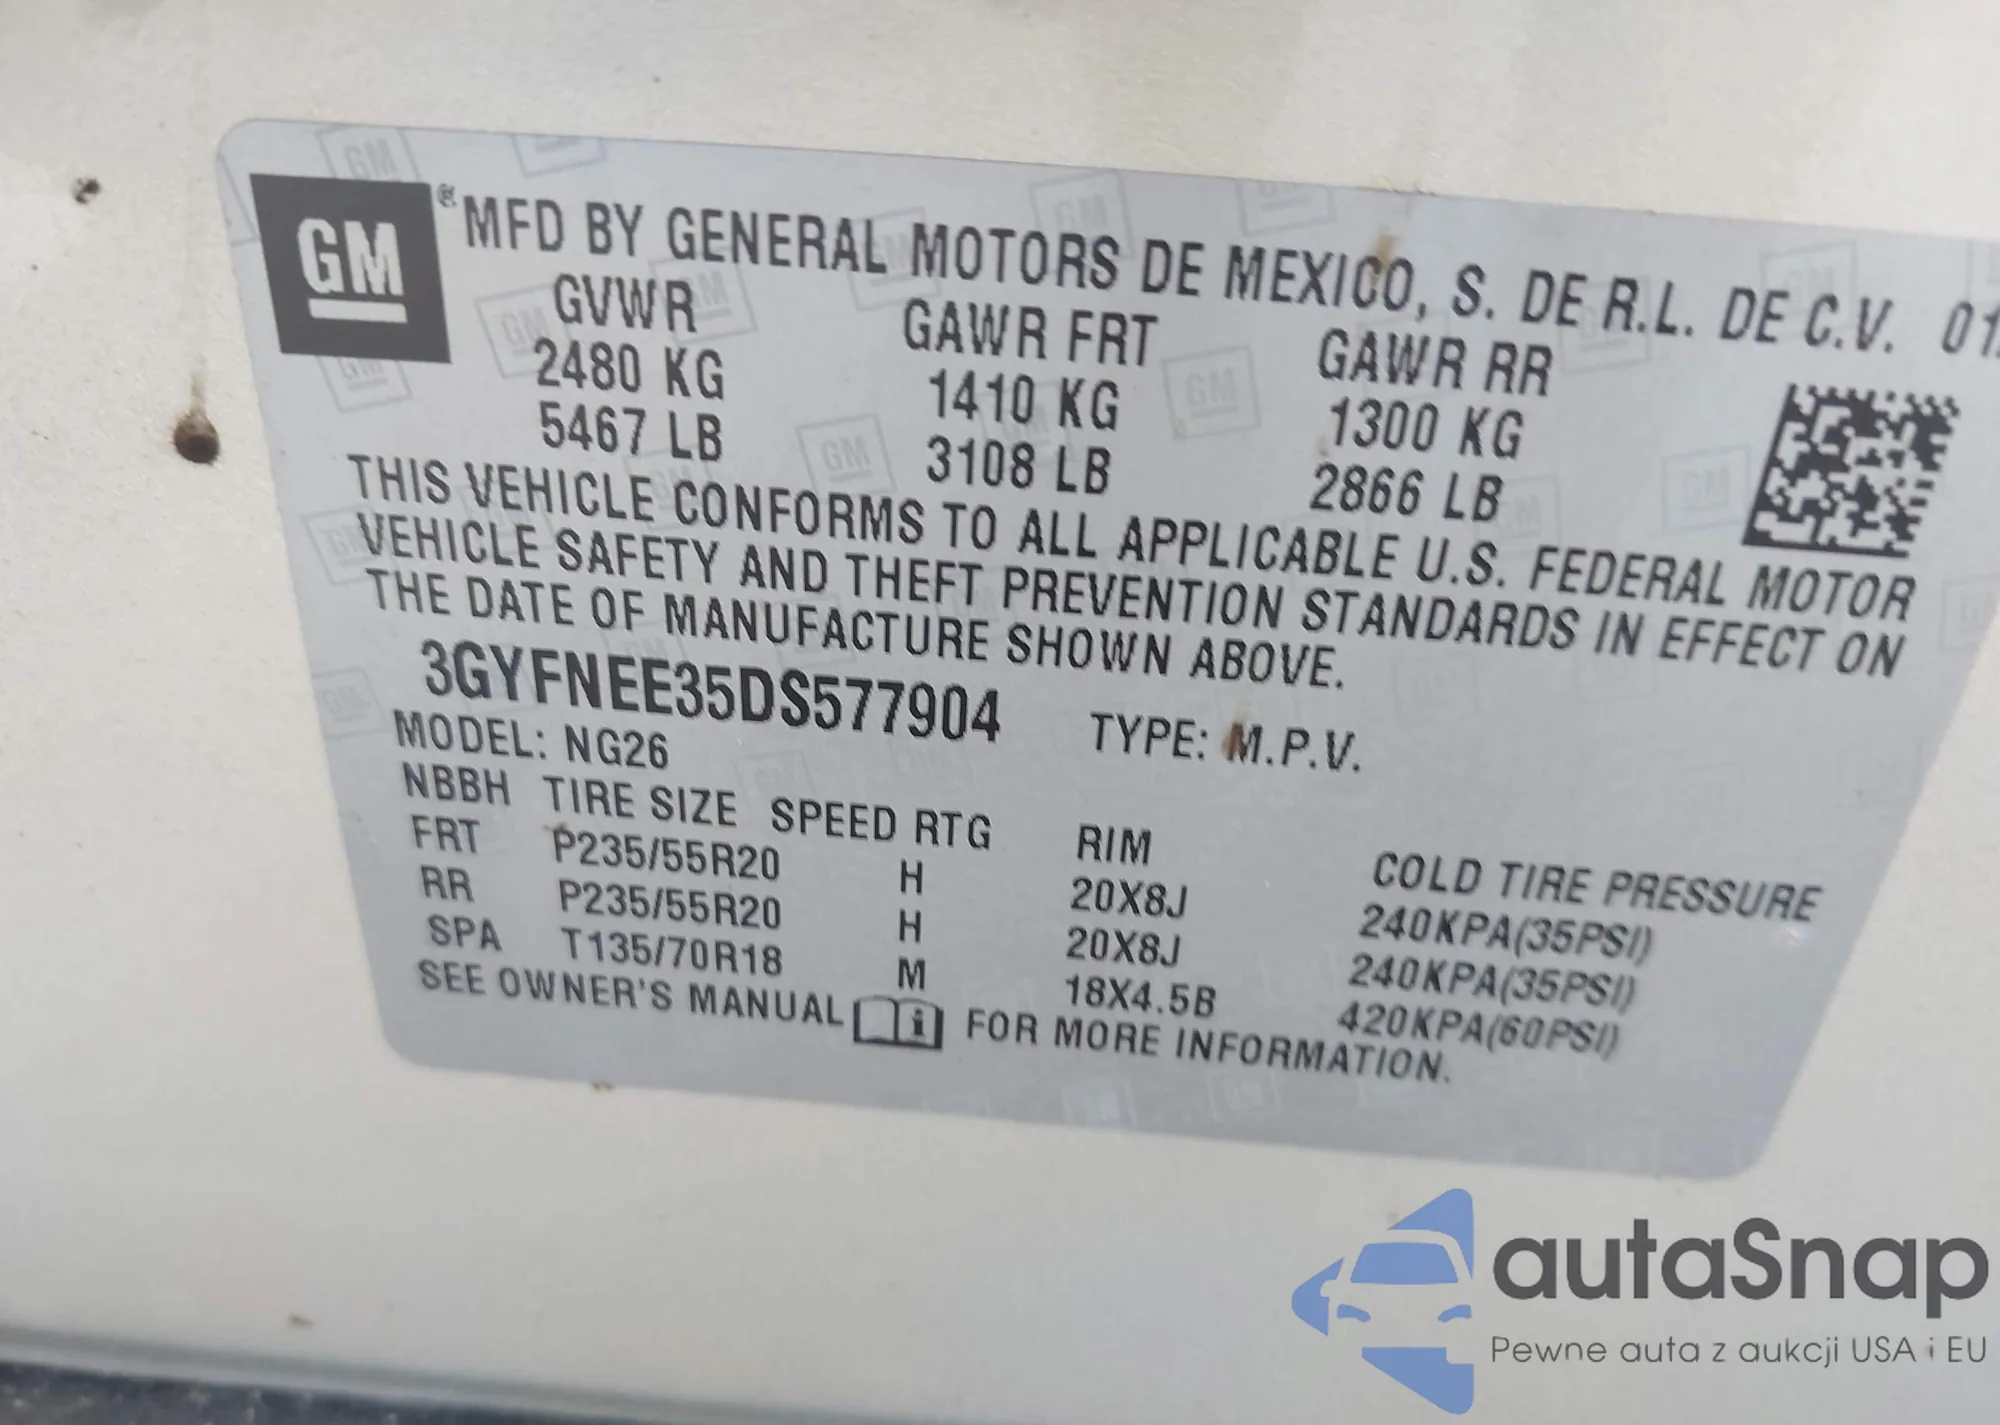 GM ® MFD BY GENERAL MOTORS DE MEXICO, S. DE R.L. DE C.V. 01
GVWR GAWR FRT GAWR RR
2480 KG 1410 KG 1300 KG
5467 LB 3108 LB 2866 LB
THIS VEHICLE CONFORMS TO ALL APPLICABLE U.S. FEDERAL MOTOR
VEHICLE SAFETY AND THEFT PREVENTION STANDARDS IN EFFECT ON
THE DATE OF MANUFACTURE SHOWN ABOVE.
3GYFNEE35DS577904 TYPE: M.P.V.
MODEL: NG26
NBBH TIRE SIZE SPEED RTG RIM COLD TIRE PRESSURE
FRT P235/55R20 H 20X8J 240KPA(35PSI)
RR P235/55R20 H 20X8J 240KPA(35PSI)
SPA T135/70R18 M 18X4.5B 420KPA(60PSI)
SEE OWNER'S MANUAL i FOR MORE INFORMATION.
autaSnap
Pewne auta z aukcji USA i EU